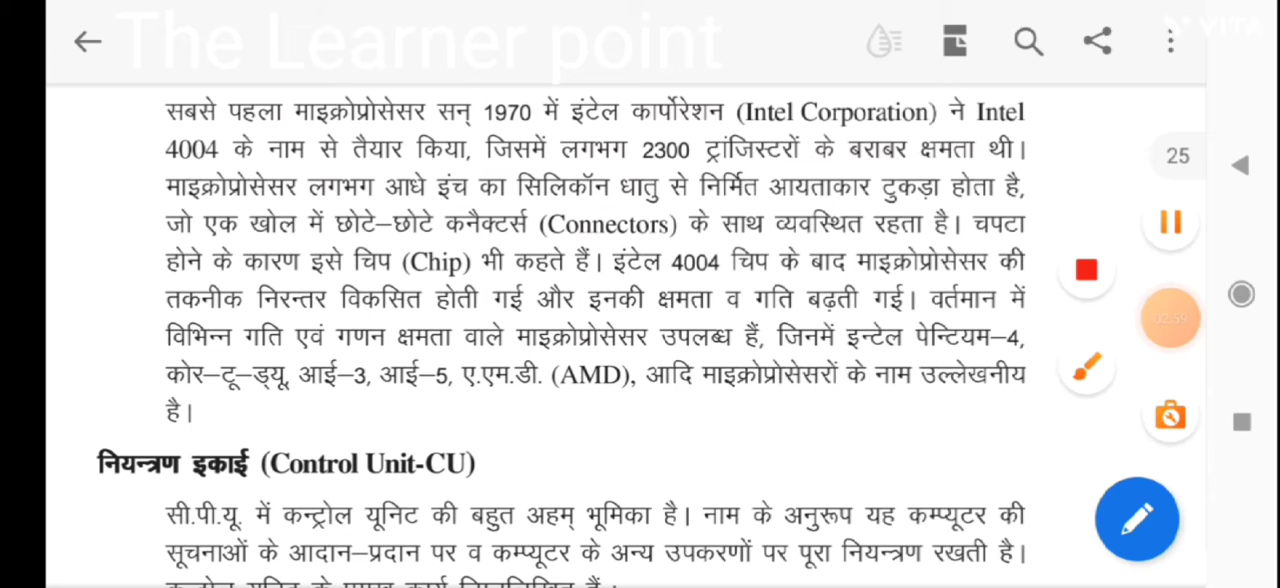 The Learner point
VITA
सबसे पहला माइक्रोप्रोसेसर सन् 1970 में इंटेल कार्पोरेशन (Intel Corporation) ने Intel
25
4004 के नाम से तैयार किया, जिसमें लगभग 2300 ट्रांजिस्टरों के बराबर क्षमता थी।
माइक्रोप्रोसेसर लगभग आधे इंच का सिलिकॉन धातु से निर्मित आयताकार टुकड़ा होता है,
जो एक खोल में छोटे–छोटे कनैक्टर्स (Connectors) के साथ व्यवस्थित रहता है। चपटा
होने के कारण इसे चिप (Chip) भी कहते हैं। इंटेल 4004 चिप के बाद माइक्रोप्रोसेसर की
तकनीक निरन्तर विकसित होती गई और इनकी क्षमता व गति बढ़ती गई। वर्तमान में
02:59
विभिन्न गति एवं गणन क्षमता वाले माइक्रोप्रोसेसर उपलब्ध हैं, जिनमें इन्टेल पेन्टियम–4,
कोर–टू–ड्यू, आई–3, आई–5, ए.एम.डी. (AMD), आदि माइक्रोप्रोसेसरों के नाम उल्लेखनीय
है।
नियन्त्रण इकाई (Control Unit-CU)
सी.पी.यू. में कन्ट्रोल यूनिट की बहुत अहम् भूमिका है। नाम के अनुरूप यह कम्प्यूटर की
सूचनाओं के आदान–प्रदान पर व कम्प्यूटर के अन्य उपकरणों पर पूरा नियन्त्रण रखती है।